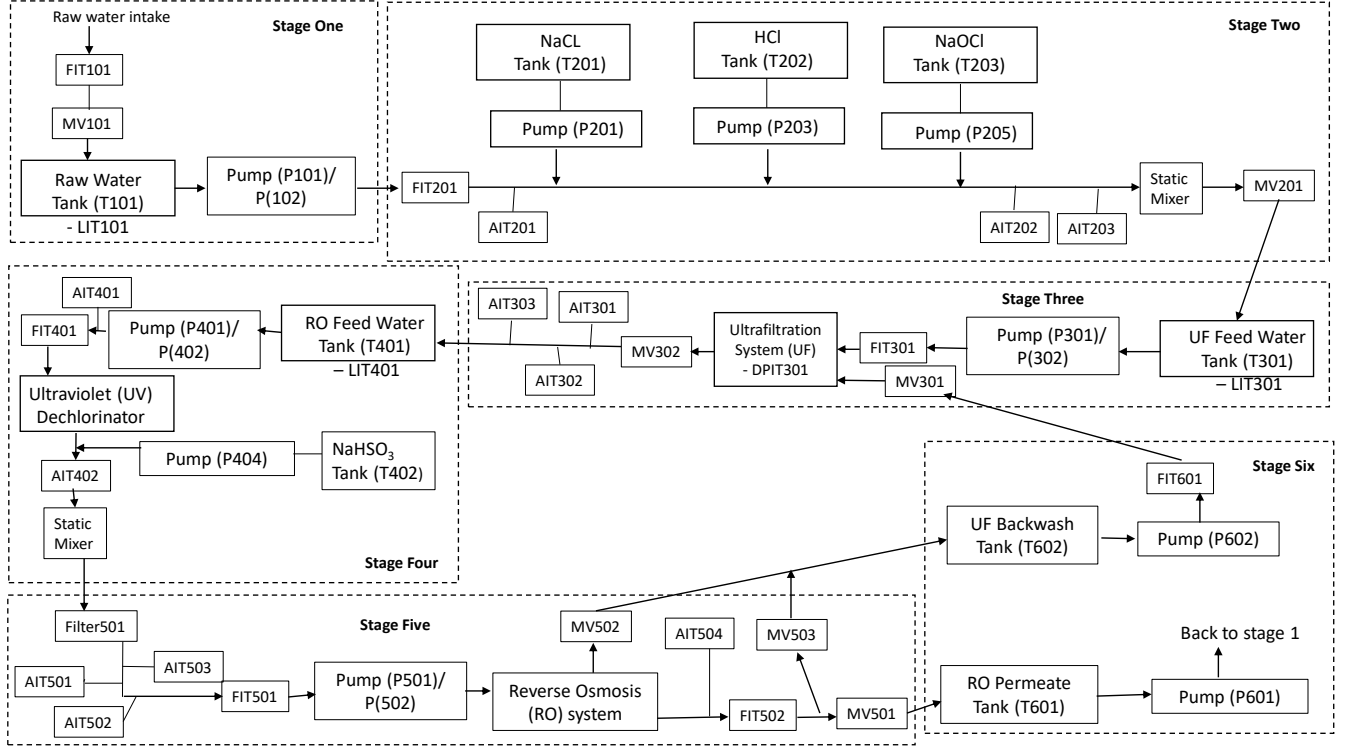 Raw water intake
Stage One
FIT101
MV101
Raw Water
Tank (T101)
- LIT101
Pump (P101)/
P(102)
Stage Two
NaCL
Tank (T201)
HCl
Tank (T202)
NaOCl
Tank (T203)
Pump (P201)
Pump (P203)
Pump (P205)
FIT201
AIT201
AIT202
AIT203
Static
Mixer
MV201
Stage Three
UF Feed Water
Tank (T301)
– LIT301
Pump (P301)/
P(302)
FIT301
MV301
Ultrafiltration
System (UF)
- DPIT301
MV302
AIT301
AIT302
AIT303
RO Feed Water
Tank (T401)
– LIT401
Pump (P401)/
P(402)
AIT401
FIT401
Ultraviolet (UV)
Dechlorinator
Pump (P404)
NaHSO₃
Tank (T402)
AIT402
Static
Mixer
Stage Four
Filter501
Stage Five
AIT501
AIT503
AIT502
FIT501
Pump (P501)/
P(502)
Reverse Osmosis
(RO) system
MV502
AIT504
MV503
FIT502
MV501
Stage Six
FIT601
UF Backwash
Tank (T602)
Pump (P602)
Back to stage 1
RO Permeate
Tank (T601)
Pump (P601)